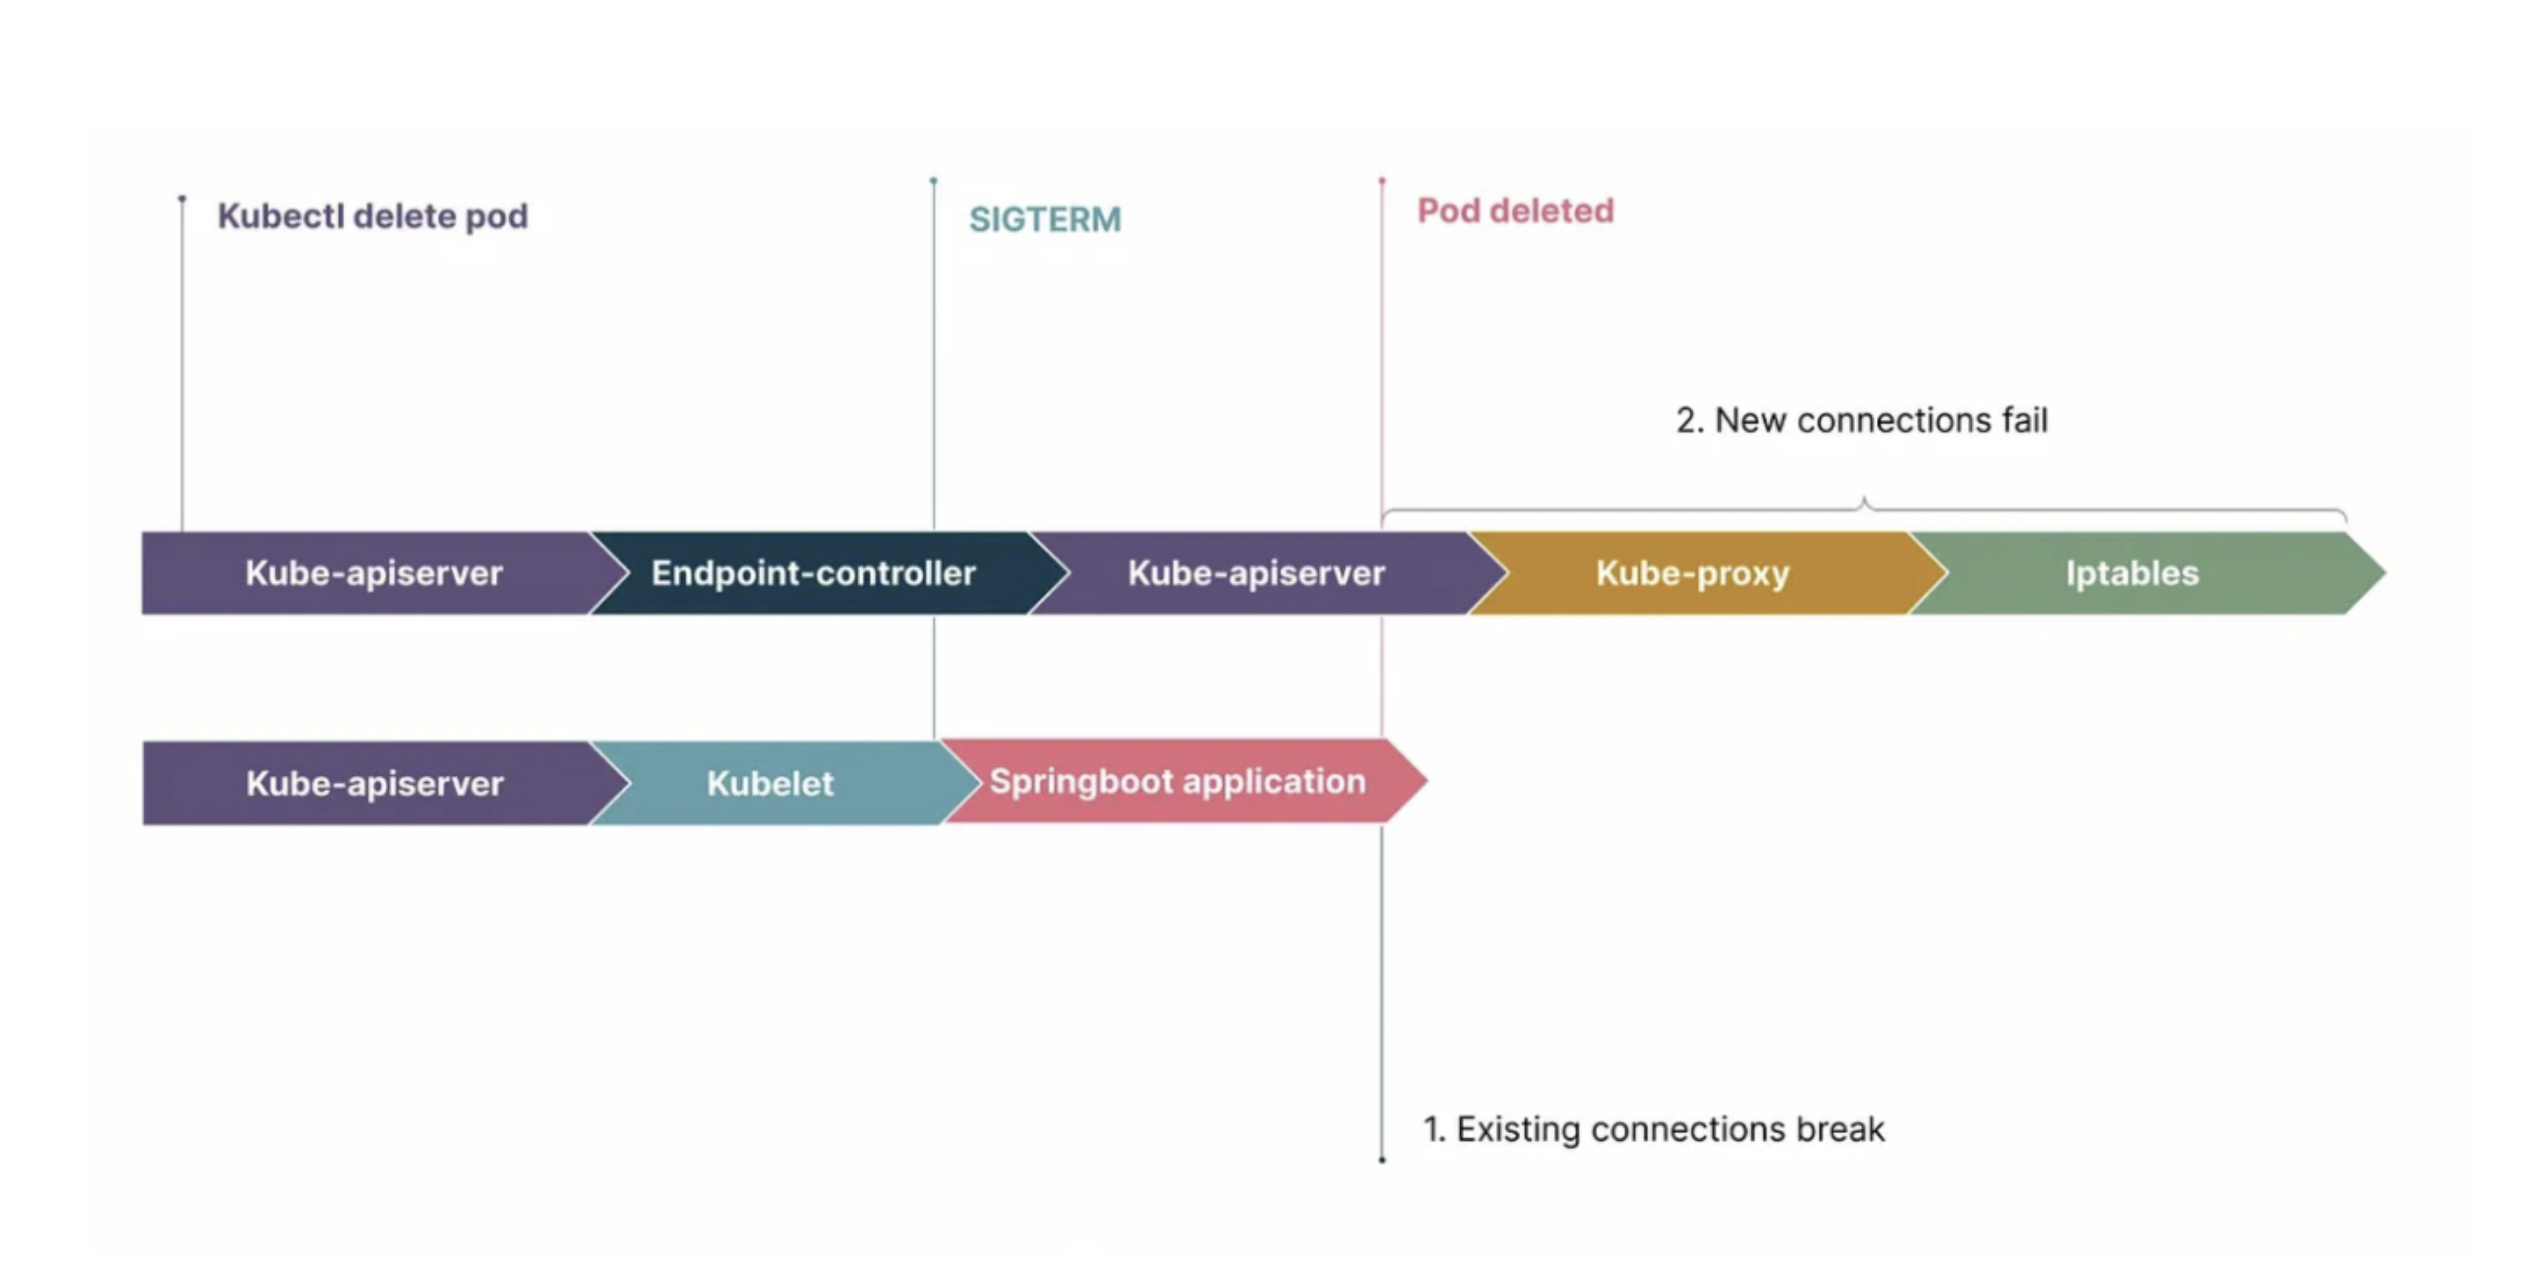 Kubectl delete pod
SIGTERM
Pod deleted
2. New connections fail
Kube-apiserver
Endpoint-controller
Kube-apiserver
Kube-proxy
Iptables
Kube-apiserver
Kubelet
Springboot application
1. Existing connections break